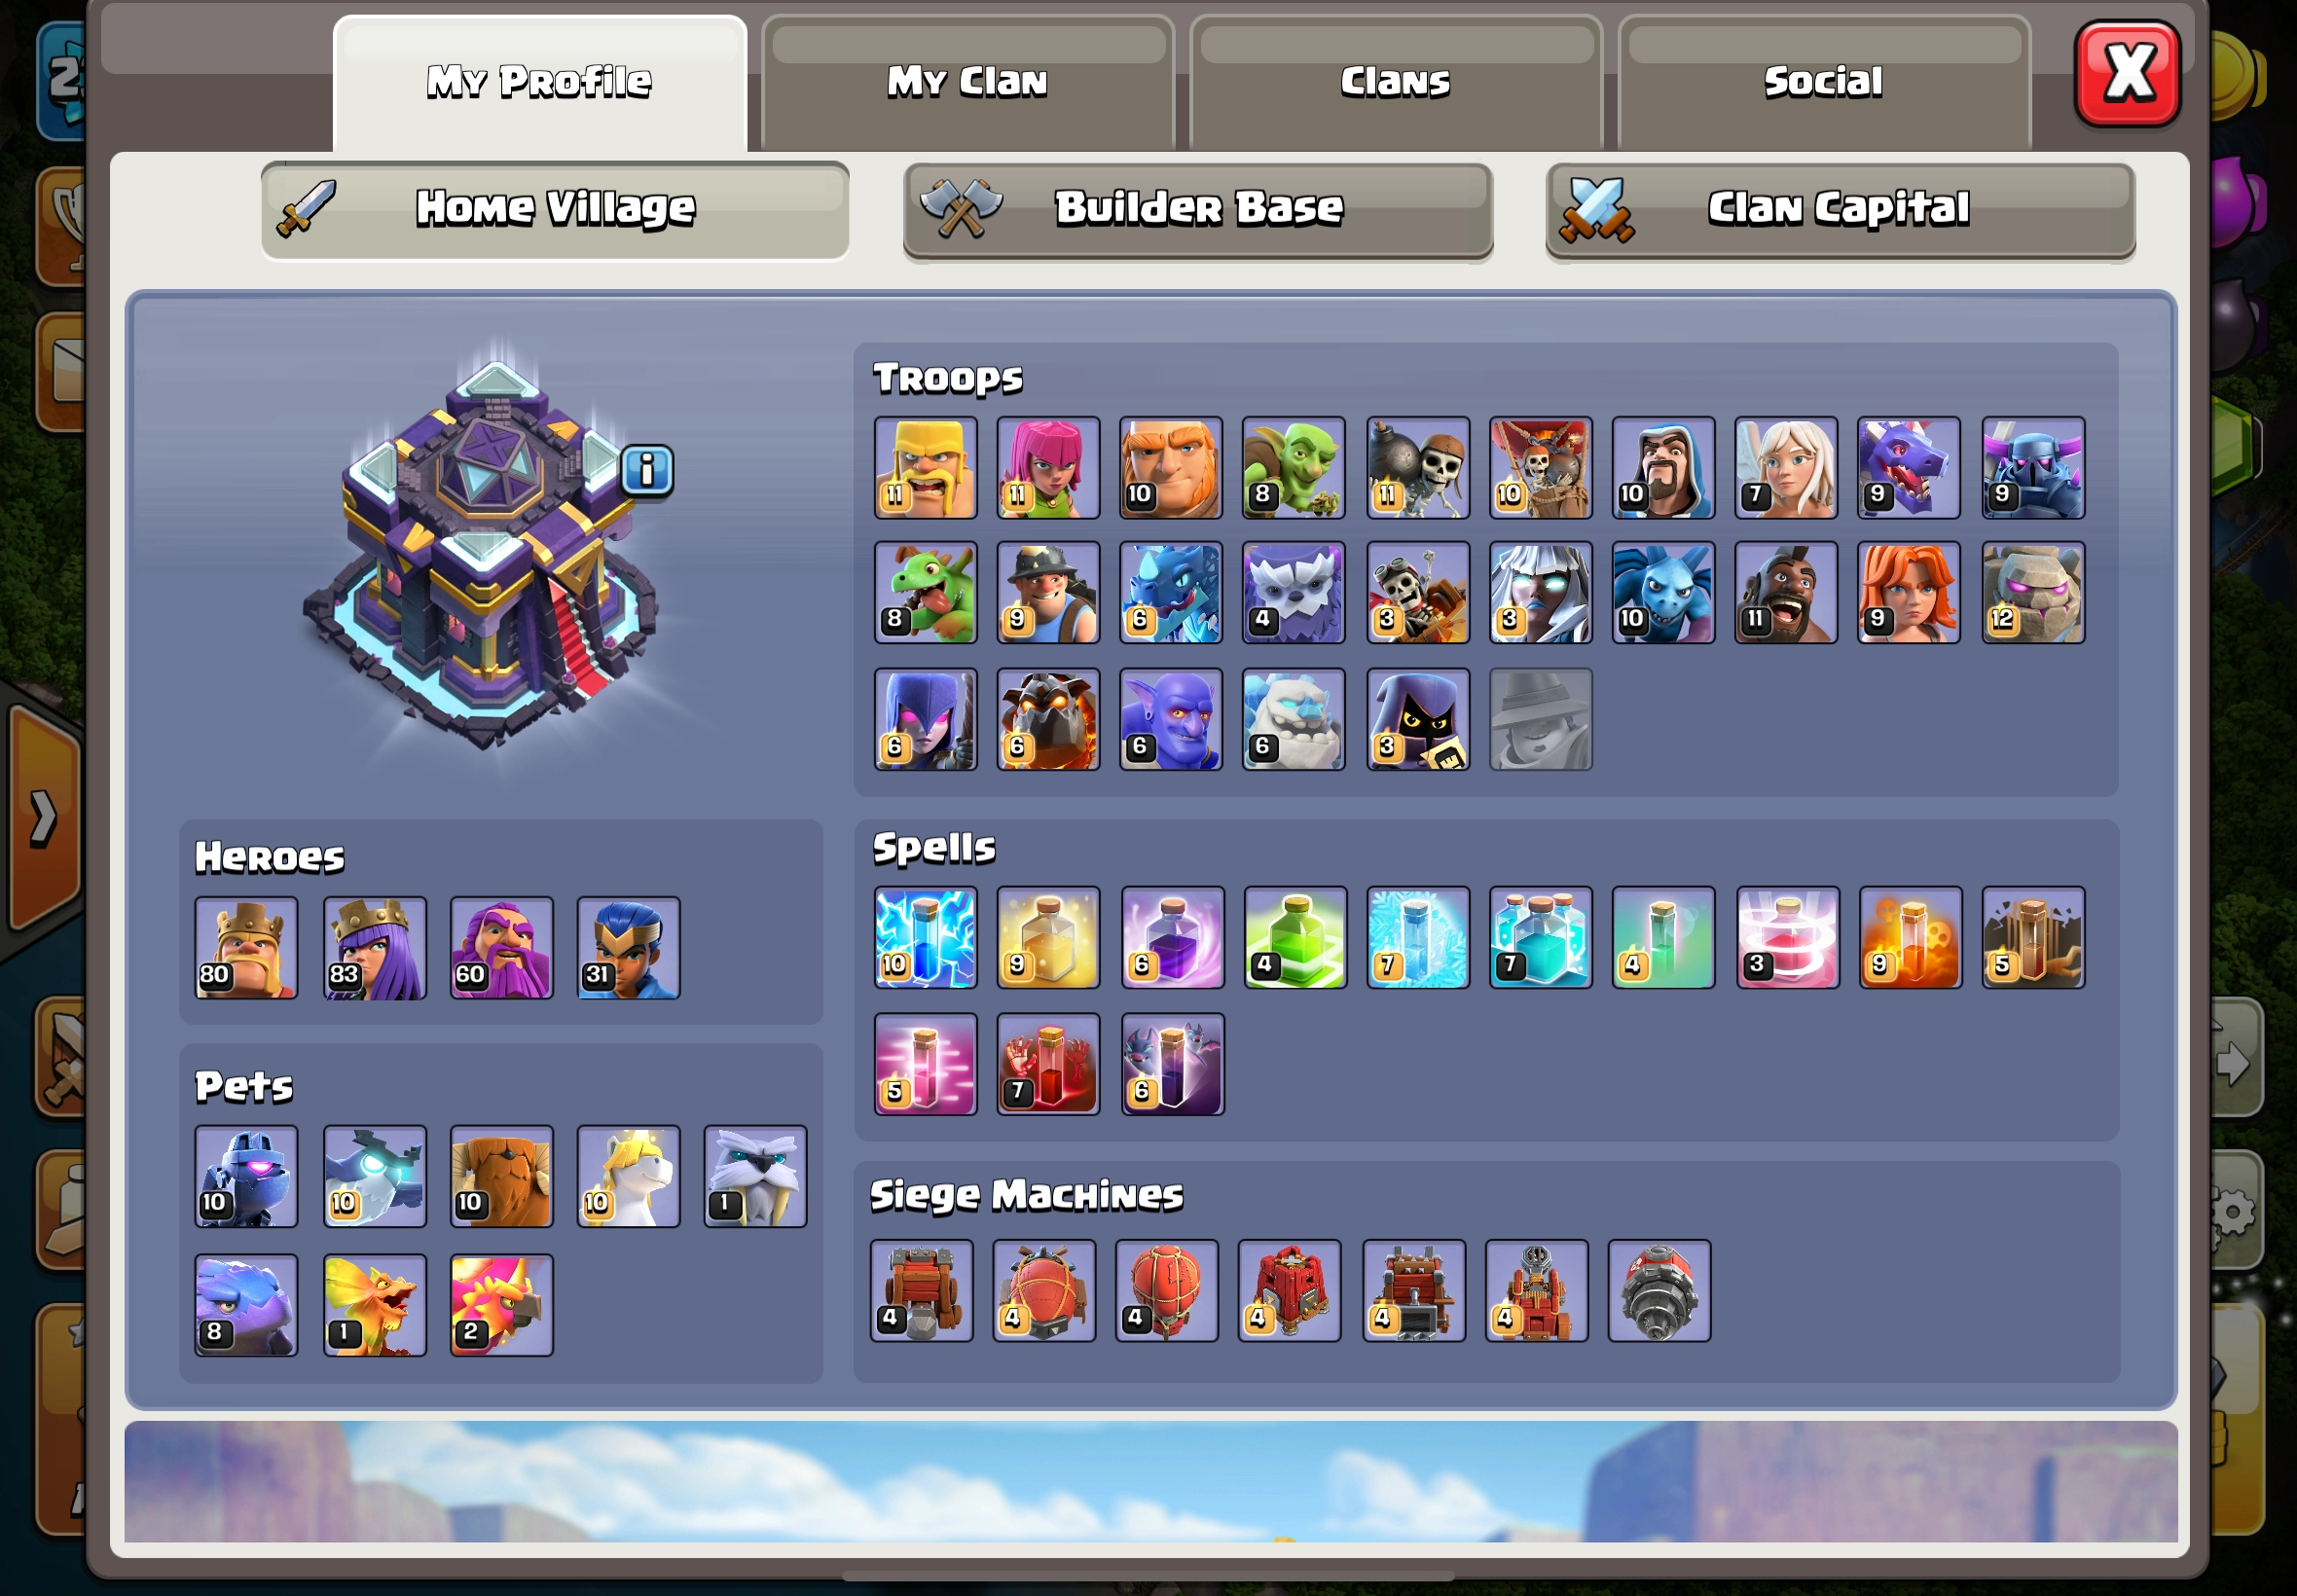 My Profile
My Clan
Clans
Social
X
Home Village
Builder Base
Clan Capital
i
Troops
11 11 10 8 11 10 10 7 9 9
8 9 6 4 3 3 10 11 9 12
6 6 6 6 3
Heroes
80 83 60 31
Pets
10 10 10 10 1
8 1 2
Spells
10 9 6 4 7 7 4 3 9 5
5 7 6
Siege Machines
4 4 4 4 4 4